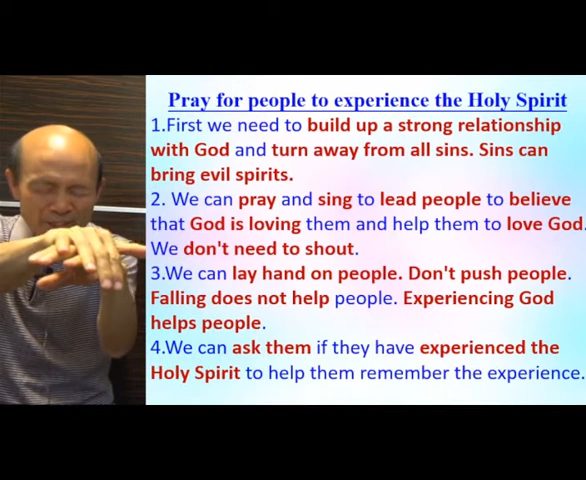 Pray for people to experience the Holy Spirit
1.First we need to build up a strong relationship
with God and turn away from all sins. Sins can
bring evil spirits.
2. We can pray and sing to lead people to believe
that God is loving them and help them to love God.
We don't need to shout.
3.We can lay hand on people. Don't push people.
Falling does not help people. Experiencing God
helps people.
4.We can ask them if they have experienced the
Holy Spirit to help them remember the experience.